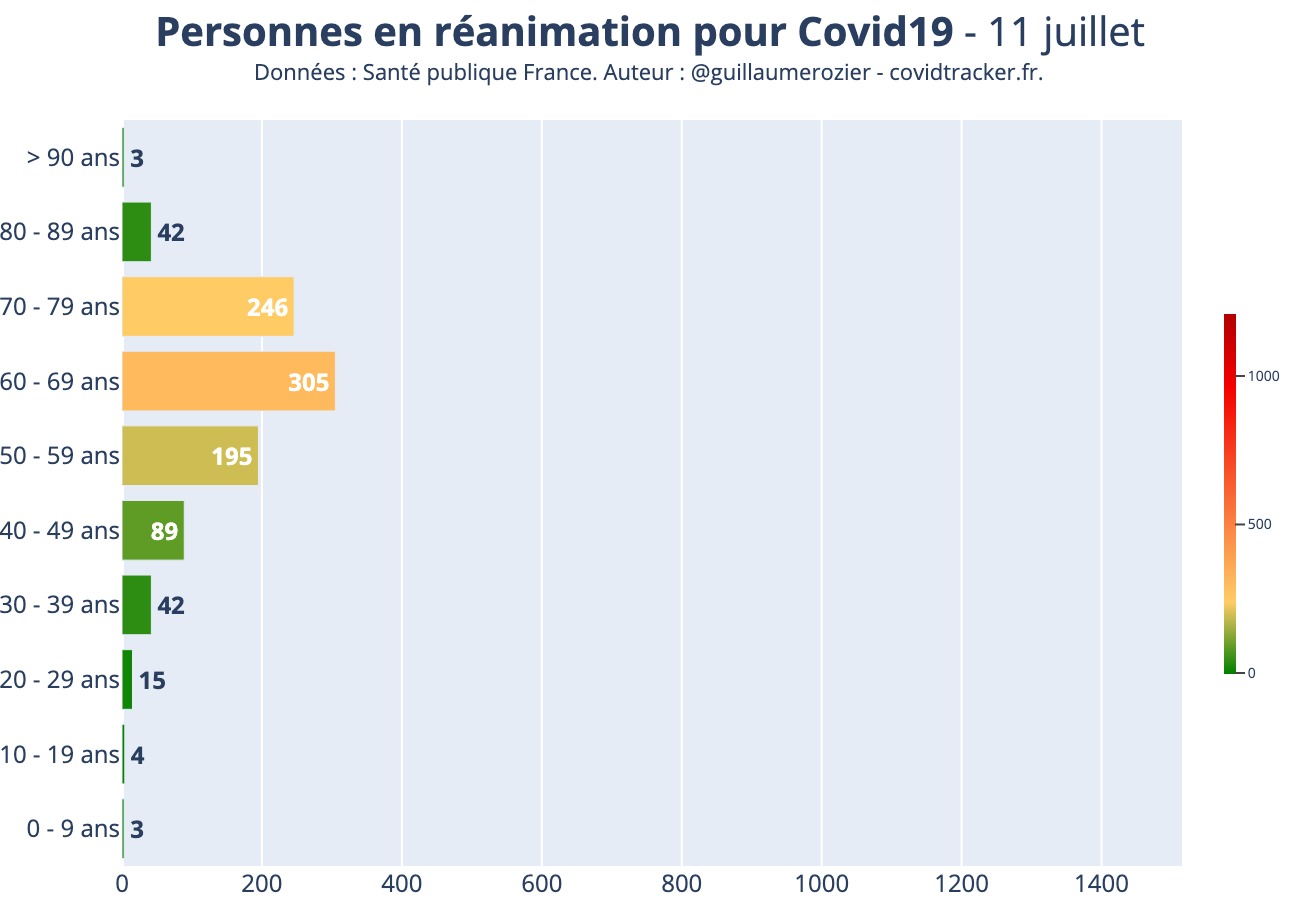 Personnes en réanimation pour Covid19 - 11 juillet
Données : Santé publique France. Auteur : @guillaumerozier - covidtracker.fr.
> 90 ans 3
80 - 89 ans 42
70 - 79 ans 246
60 - 69 ans 305
50 - 59 ans 195
40 - 49 ans 89
30 - 39 ans 42
20 - 29 ans 15
10 - 19 ans 4
0 - 9 ans 3
0 200 400 600 800 1000 1200 1400
1000
500
0